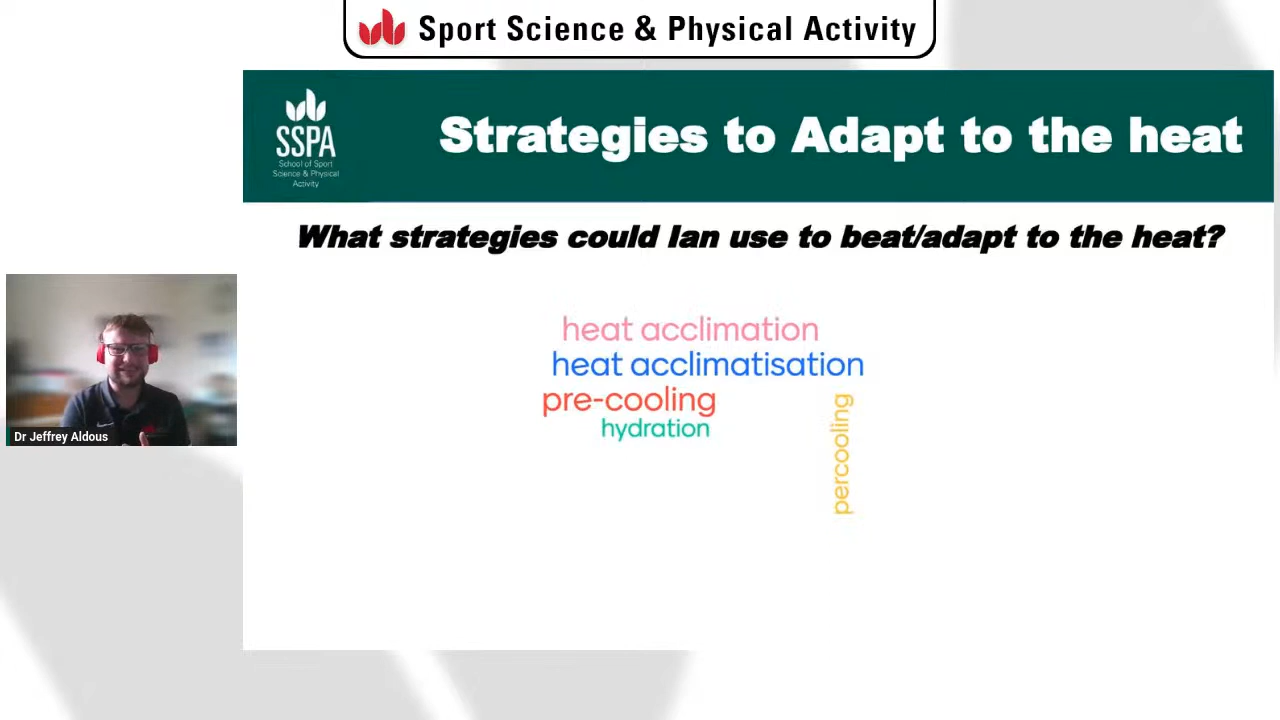 Sport Science & Physical Activity
SSPA
School of Sport
Science & Physical
Activity
Strategies to Adapt to the heat
What strategies could Ian use to beat/adapt to the heat?
heat acclimation
heat acclimatisation
pre-cooling
hydration
percooling
Dr Jeffrey Aldous